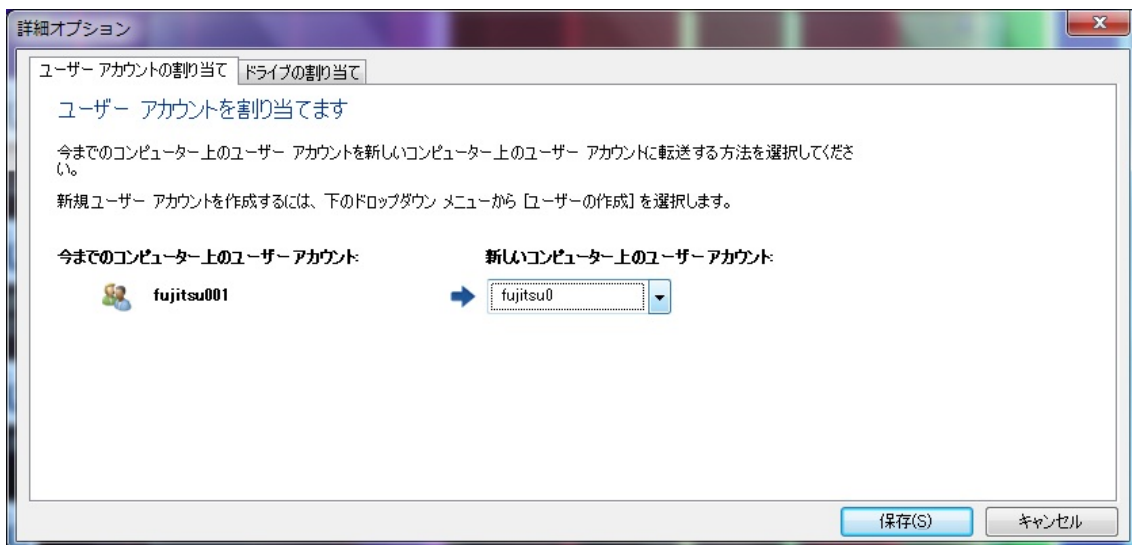 詳細オプション
ユーザー アカウントの割り当て ドライブの割り当て
ユーザー アカウントを割り当てます
今までのコンピューター上のユーザー アカウントを新しいコンピューター上のユーザー アカウントに転送する方法を選択してくださ
い。
新規ユーザー アカウントを作成するには、下のドロップダウン メニューから [ユーザーの作成] を選択します。
今までのコンピューター上のユーザー アカウント: 新しいコンピューター上のユーザー アカウント:
fujitsu001 fujitsu0
保存(S) キャンセル